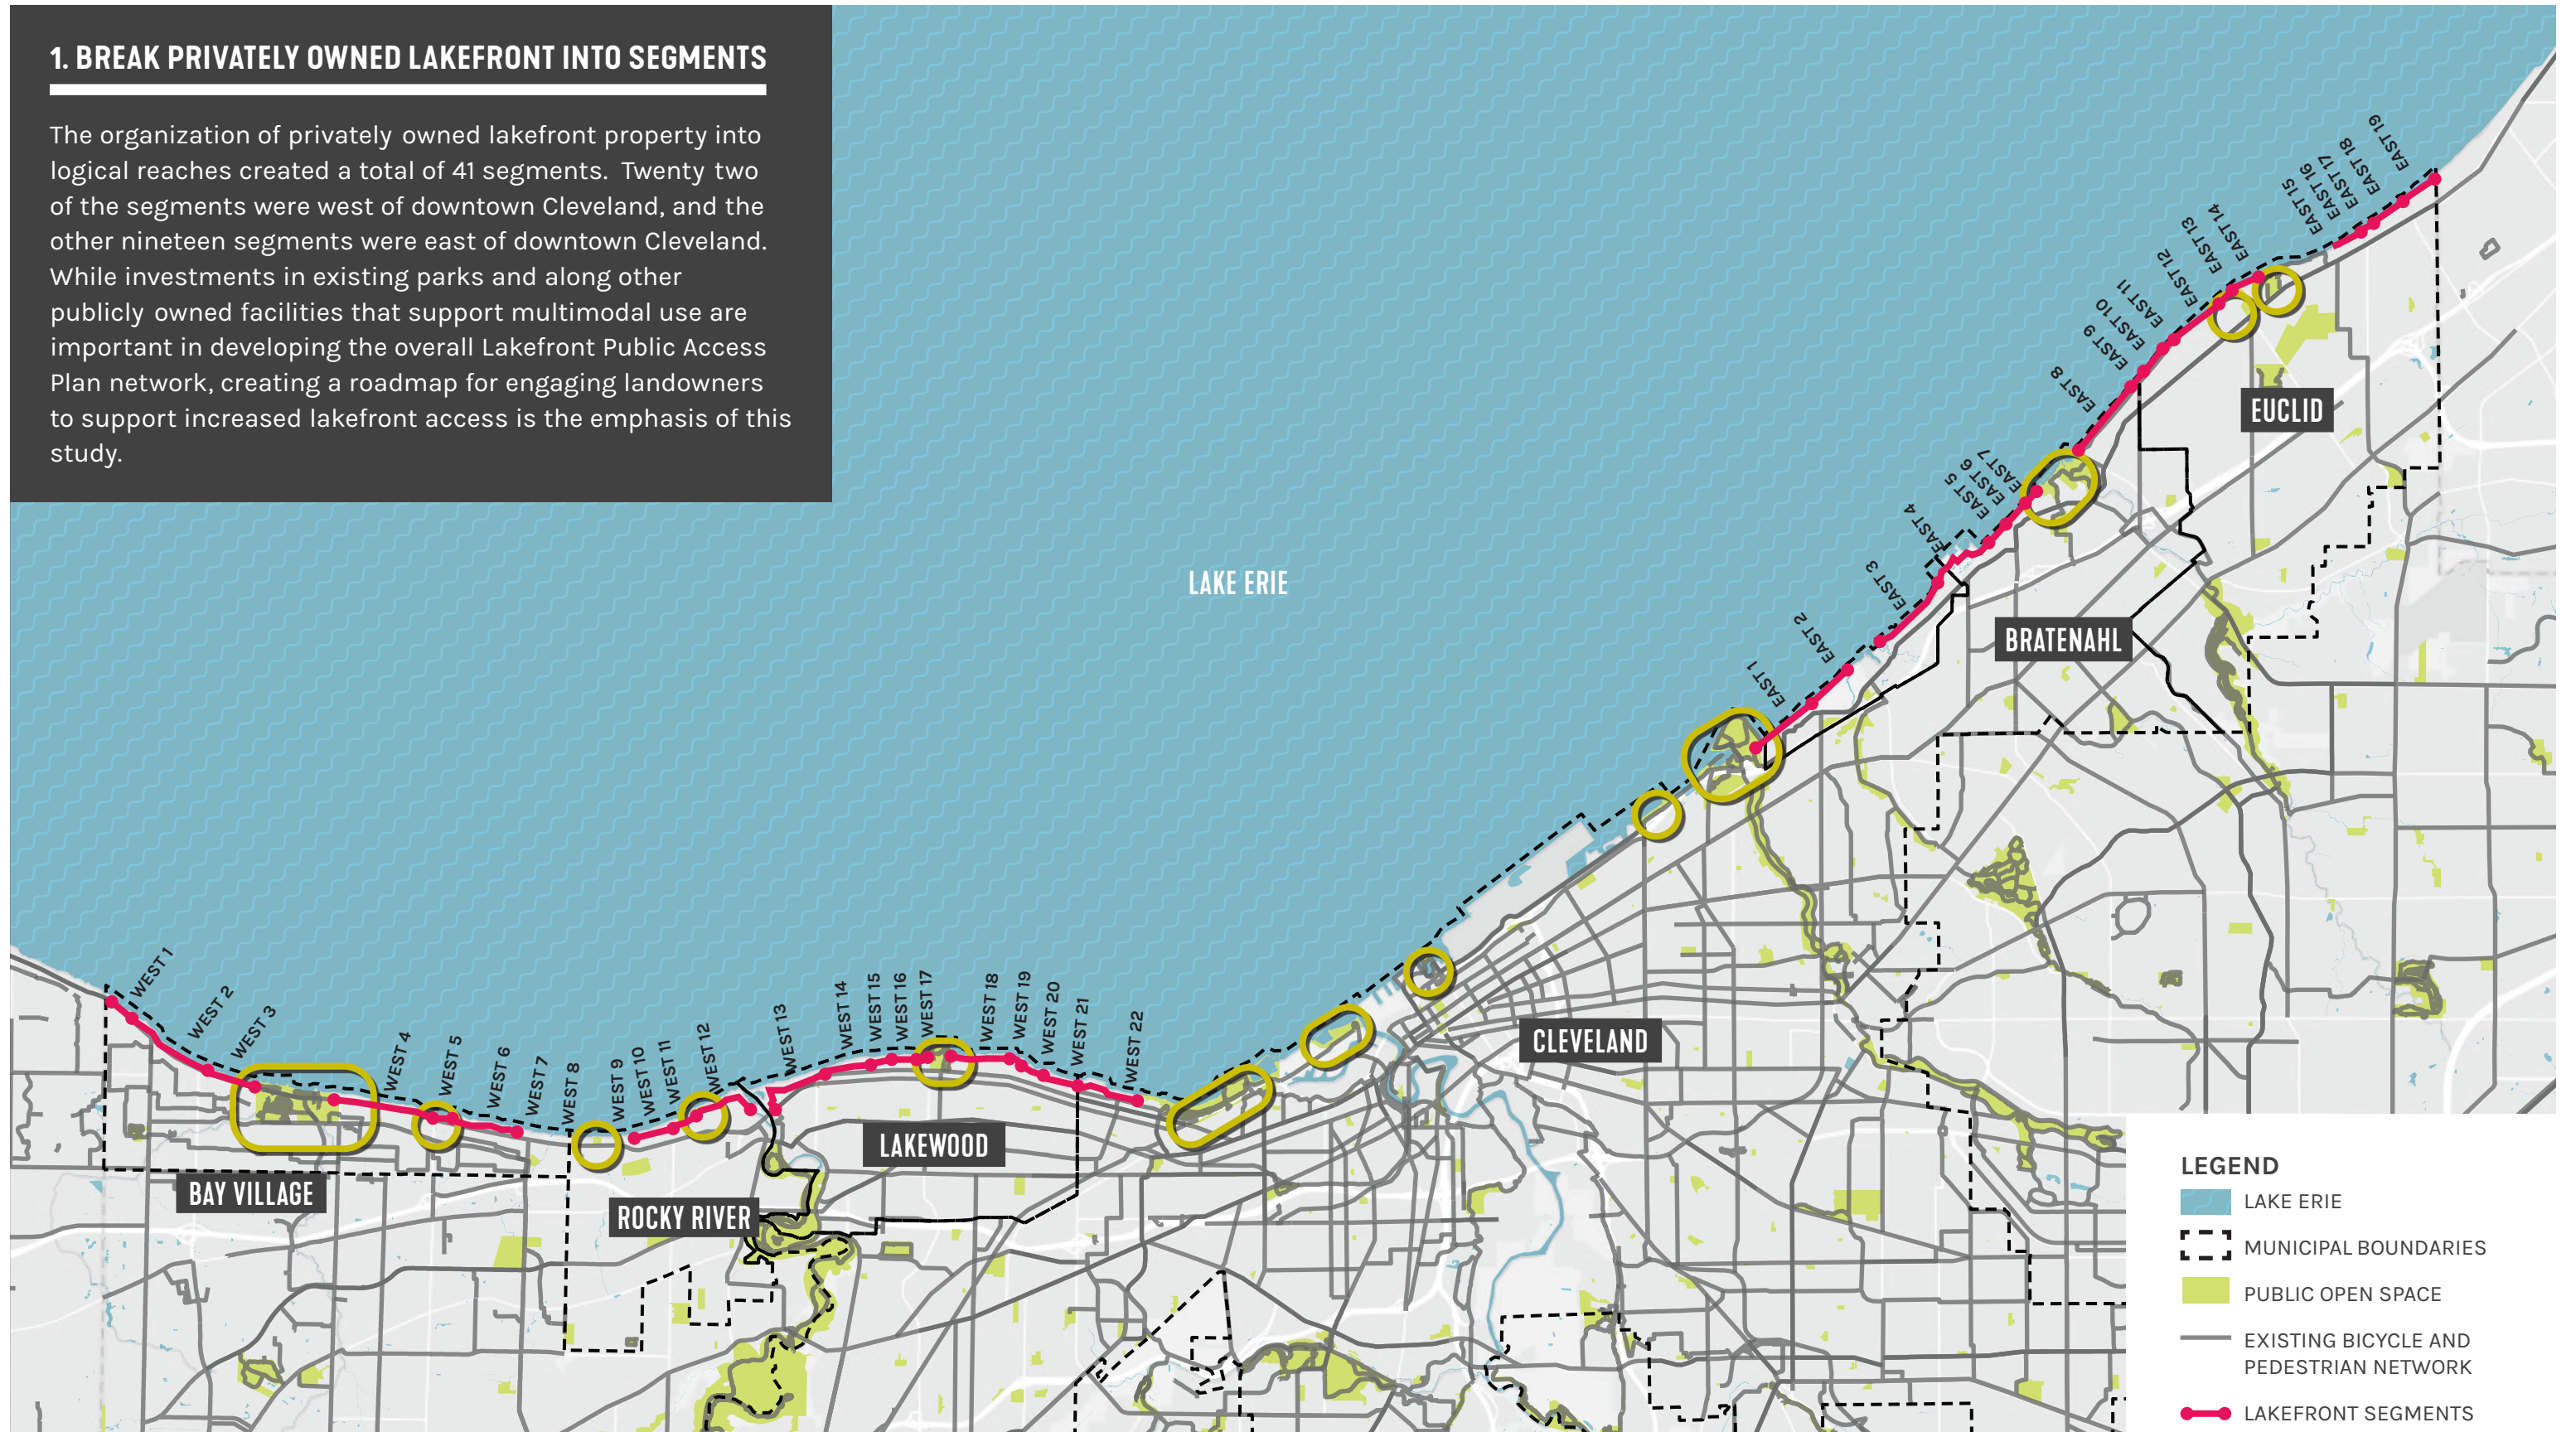 1. BREAK PRIVATELY OWNED LAKEFRONT INTO SEGMENTS
The organization of privately owned lakefront property into
logical reaches created a total of 41 segments. Twenty two
of the segments were west of downtown Cleveland, and the
other nineteen segments were east of downtown Cleveland.
While investments in existing parks and along other
publicly owned facilities that support multimodal use are
important in developing the overall Lakefront Public Access
Plan network, creating a roadmap for engaging landowners
to support increased lakefront access is the emphasis of this
study.
LAKE ERIE
WEST 1
WEST 2
WEST 3
WEST 4
WEST 5
WEST 6
WEST 7
WEST 8
WEST 9
WEST 10
WEST 11
WEST 12
WEST 13
WEST 14
WEST 15
WEST 16
WEST 17
WEST 18
WEST 19
WEST 20
WEST 21
WEST 22
EAST 1
EAST 2
EAST 3
EAST 4
EAST 5
EAST 6
EAST 7
EAST 8
EAST 9
EAST 10
EAST 11
EAST 12
EAST 13
EAST 14
EAST 15
EAST 16
EAST 17
EAST 18
EAST 19
EUCLID
BRATENAHL
CLEVELAND
LAKEWOOD
BAY VILLAGE
ROCKY RIVER
LEGEND
LAKE ERIE
MUNICIPAL BOUNDARIES
PUBLIC OPEN SPACE
EXISTING BICYCLE AND
PEDESTRIAN NETWORK
LAKEFRONT SEGMENTS